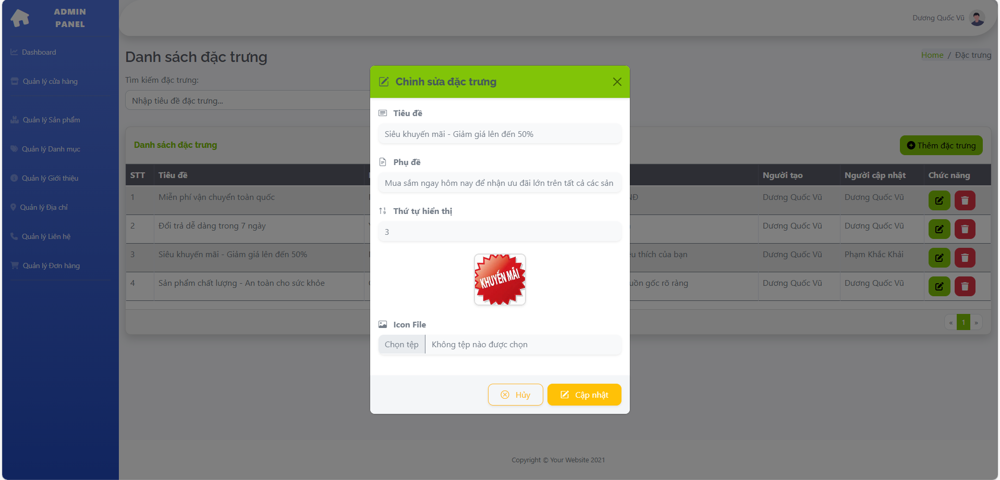 ADMIN
PANEL
Dashboard
Quản lý cửa hàng
Quản lý Sản phẩm
Quản lý Danh mục
Quản lý Giới thiệu
Quản lý Địa chỉ
Quản lý Liên hệ
Quản lý Đơn hàng
Dương Quốc Vũ
Danh sách đặc trưng
Home / Đặc trưng
Tìm kiếm đặc trưng:
Nhập tiêu đề đặc trưng...
Danh sách đặc trưng
Thêm đặc trưng
STT Tiêu đề Người tạo Người cập nhật Chức năng
1 Miễn phí vận chuyển toàn quốc Dương Quốc Vũ Dương Quốc Vũ
2 Đổi trả dễ dàng trong 7 ngày Dương Quốc Vũ Dương Quốc Vũ
3 Siêu khuyến mãi - Giảm giá lên đến 50% thích của bạn Dương Quốc Vũ Phạm Khắc Khải
4 Sản phẩm chất lượng - An toàn cho sức khỏe gốc rõ ràng Dương Quốc Vũ Dương Quốc Vũ
« 1 »
Chỉnh sửa đặc trưng
Tiêu đề
Siêu khuyến mãi - Giảm giá lên đến 50%
Phụ đề
Mua sắm ngay hôm nay để nhận ưu đãi lớn trên tất cả các sản
Thứ tự hiển thị
3
KHUYẾN MÃI
Icon File
Chọn tệp Không tệp nào được chọn
Hủy
Cập nhật
Copyright © Your Website 2021